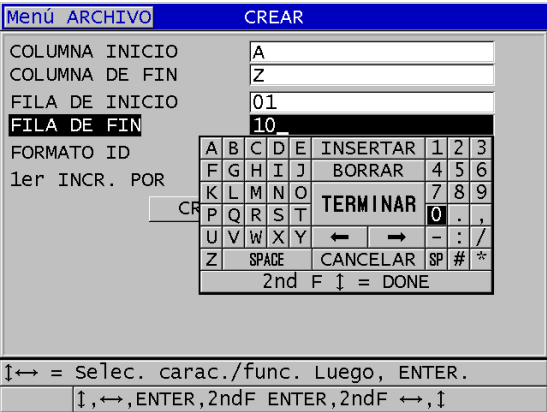 Menú ARCHIVO CREAR
COLUMNA INICIO A
COLUMNA DE FIN Z
FILA DE INICIO 01
FILA DE FIN 10_
FORMATO ID
1er INCR. POR
CR
A B C D E INSERTAR 1 2 3
F G H I J BORRAR 4 5 6
K L M N O TERMINAR 7 8 9
P Q R S T 0 . ,
U V W X Y ← → - : /
Z SPACE CANCELAR SP # *
2nd F ↕ = DONE
↕↔ = Selec. carac./func. Luego, ENTER.
↕,↔,ENTER,2ndF ENTER,2ndF ↔,↕